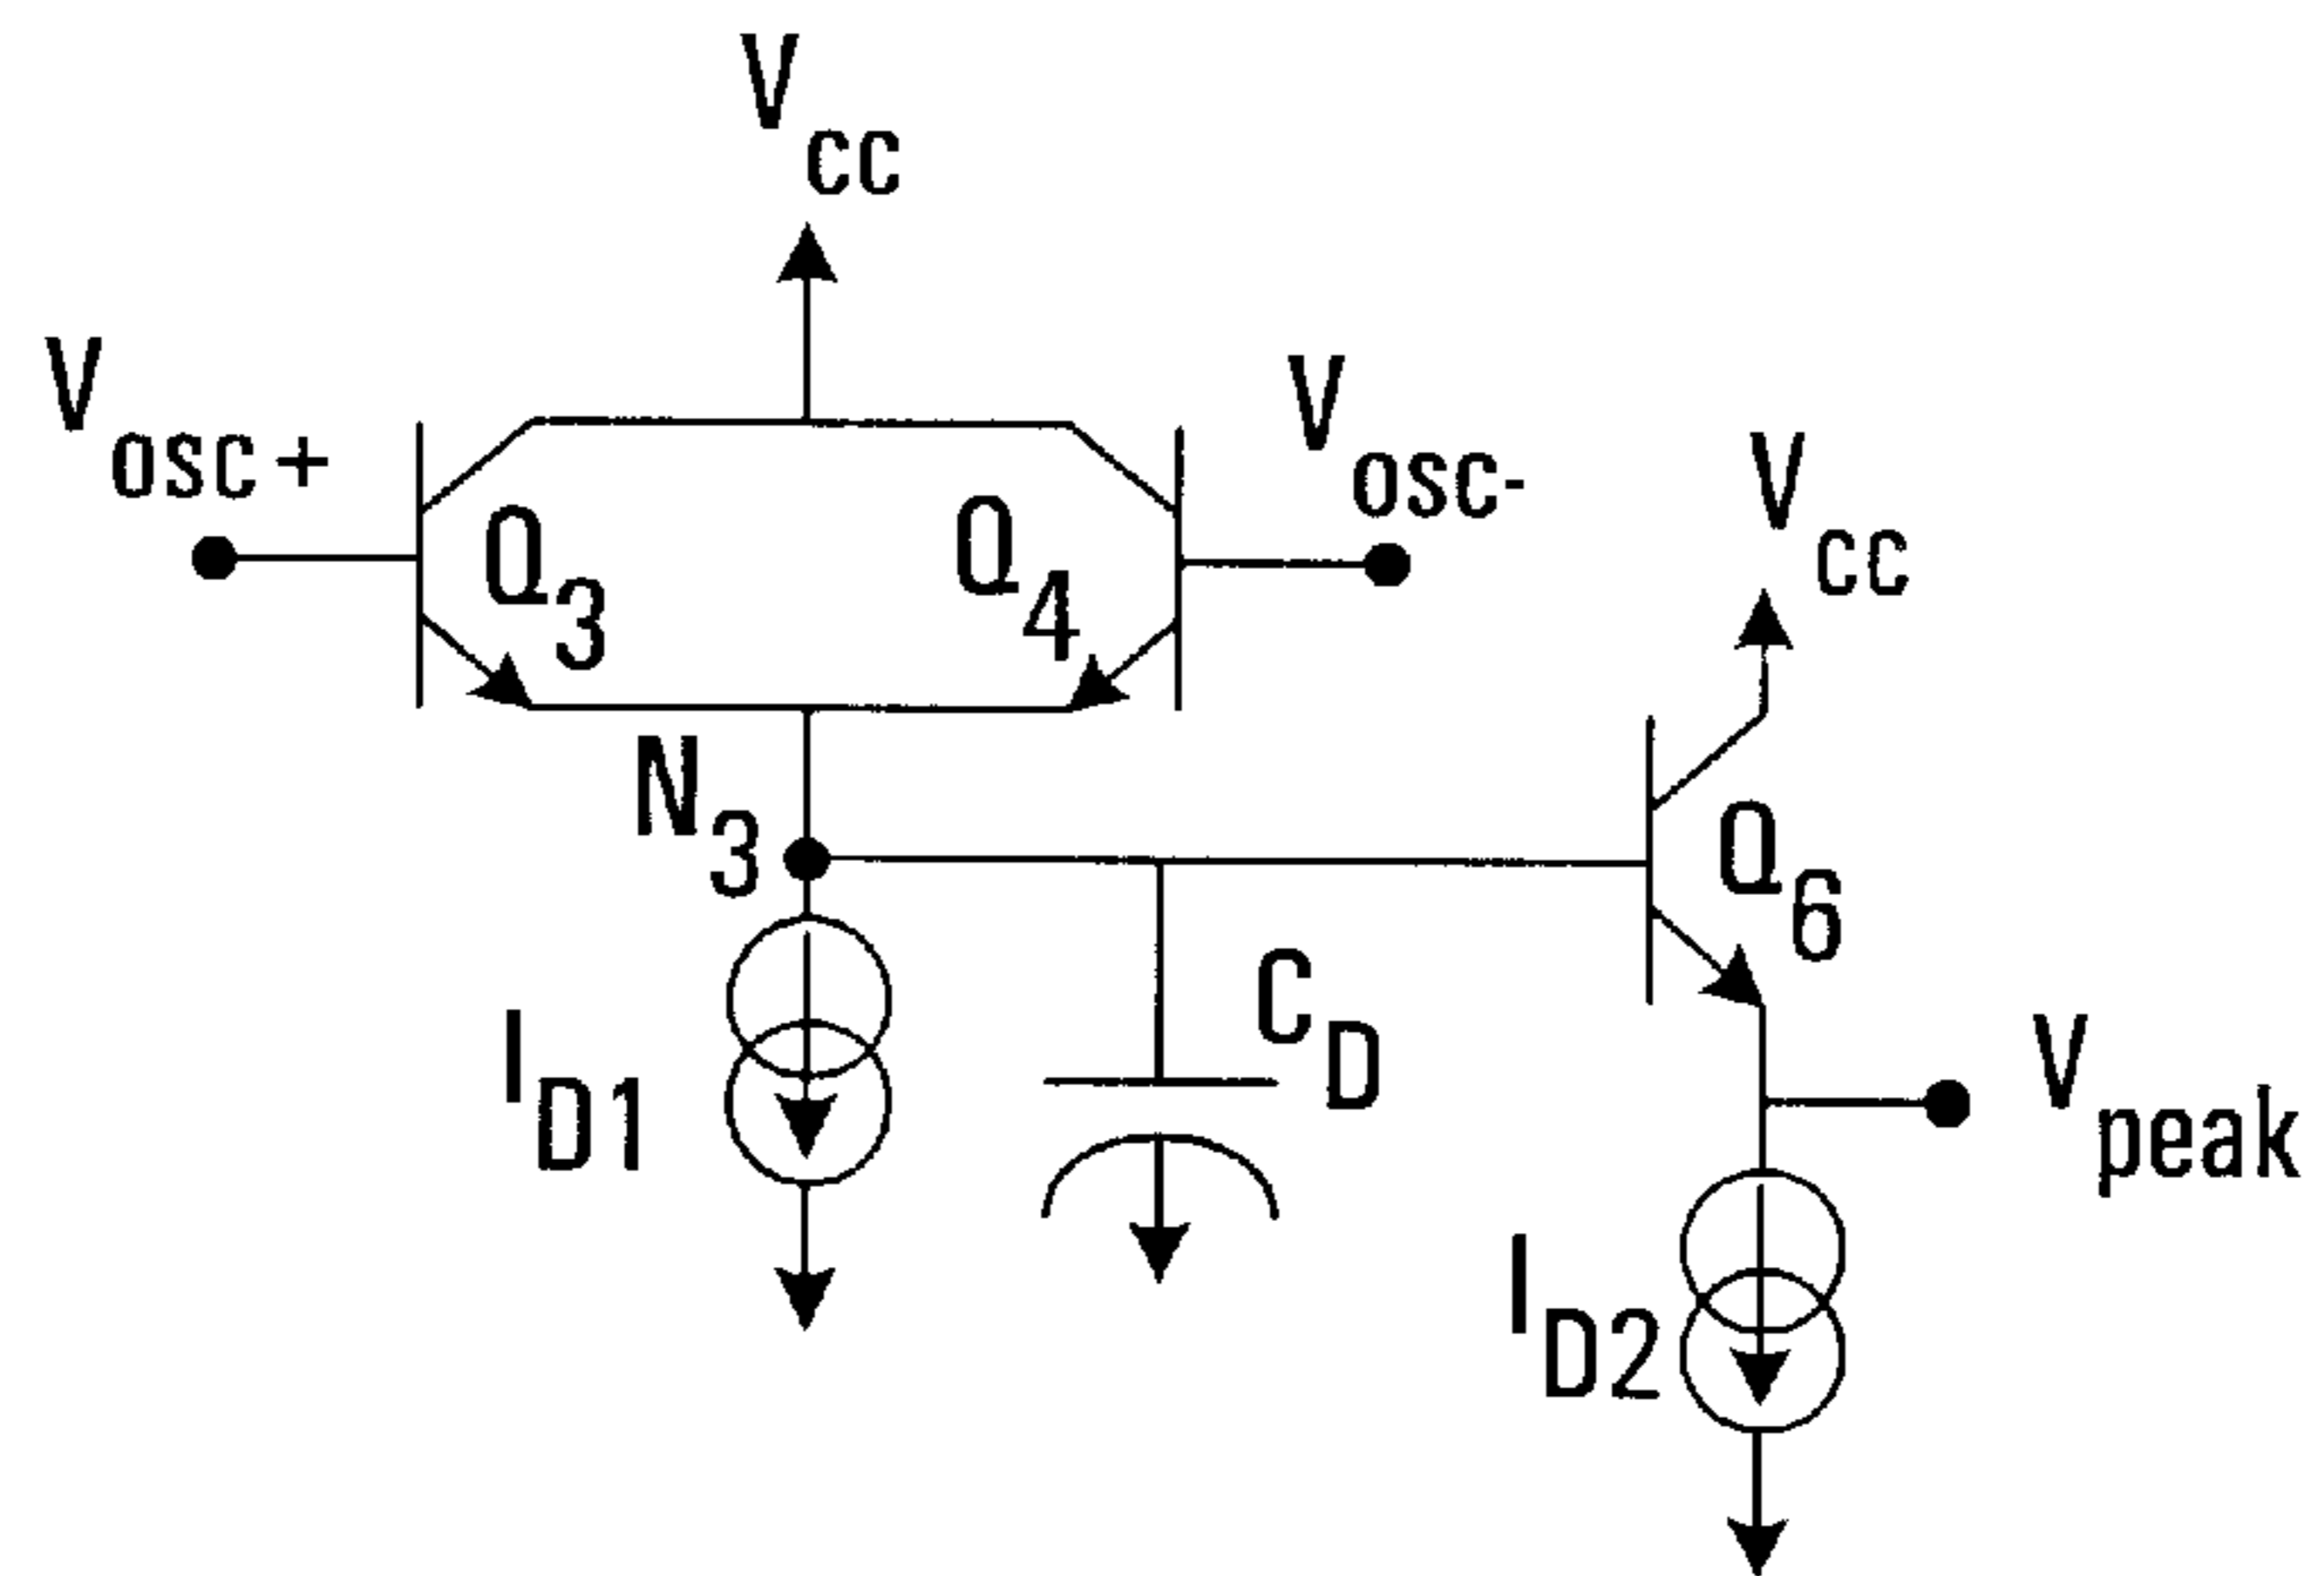 Vcc
Vosc+
Vosc-
Q3
Q4
Vcc
N3
Q6
CD
ID1
Vpeak
ID2